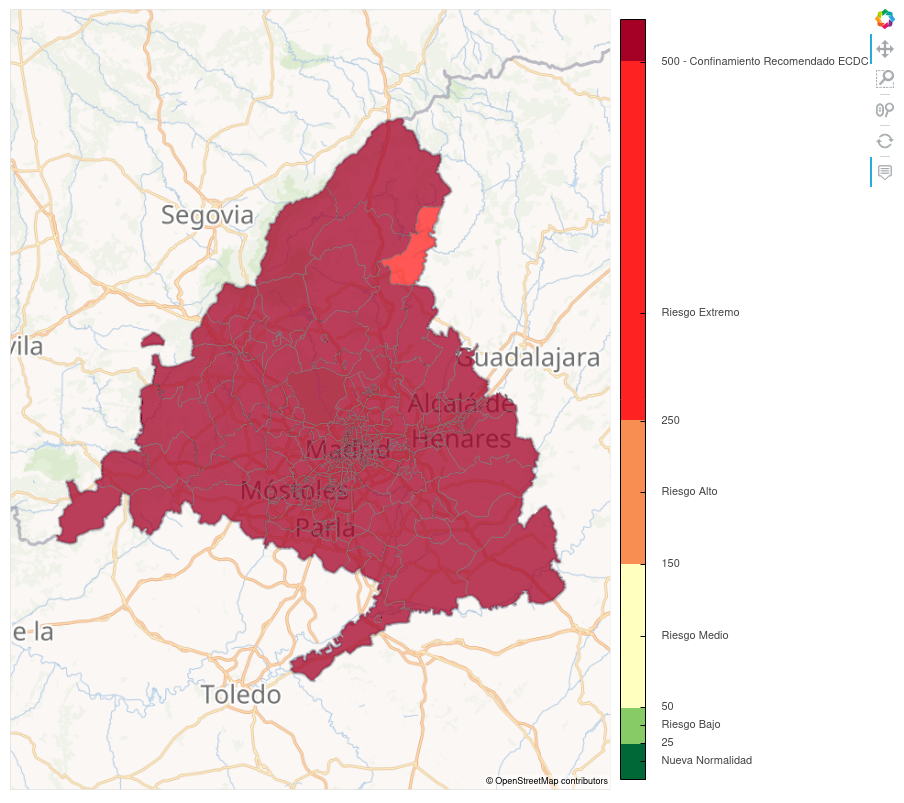 500 - Confinamiento Recomendado ECDC
Segovia
Riesgo Extremo
vila
Guadalajara
Alcalá de
Henares
250
Madrid
Móstoles
Riesgo Alto
Parla
150
e la
Riesgo Medio
Toledo
50
Riesgo Bajo
25
Nueva Normalidad
© OpenStreetMap contributors